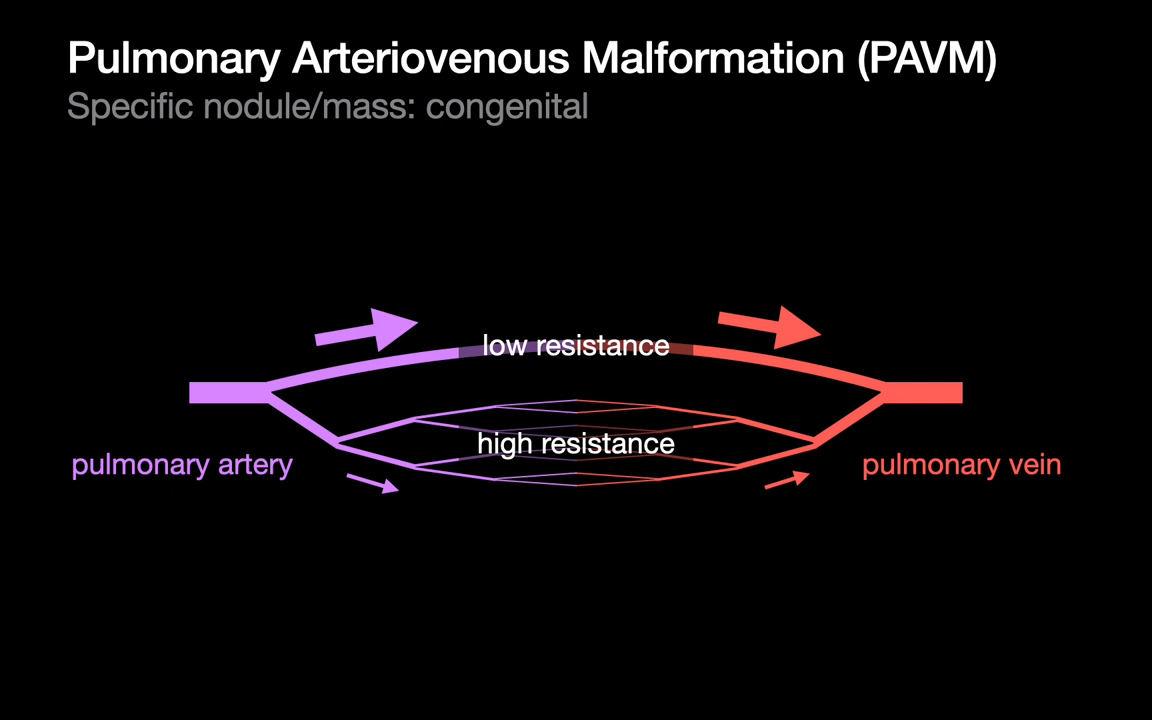 Pulmonary Arteriovenous Malformation (PAVM)
Specific nodule/mass: congenital
low resistance
high resistance
pulmonary artery
pulmonary vein